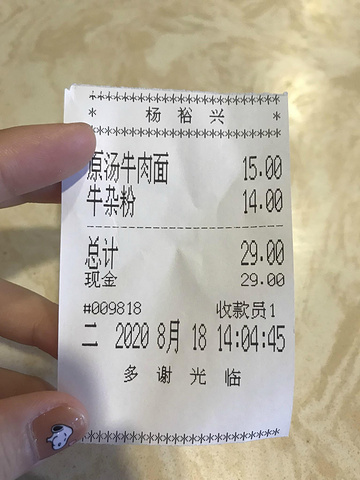 ***********************
* 杨裕兴 *
***********************
原汤牛肉面 15.00
牛杂粉 14.00
--------------------------------
总计 29.00
现金 29.00
#009818 收款员1
二 2020 8月 18 14:04:45
多谢光临
***********************